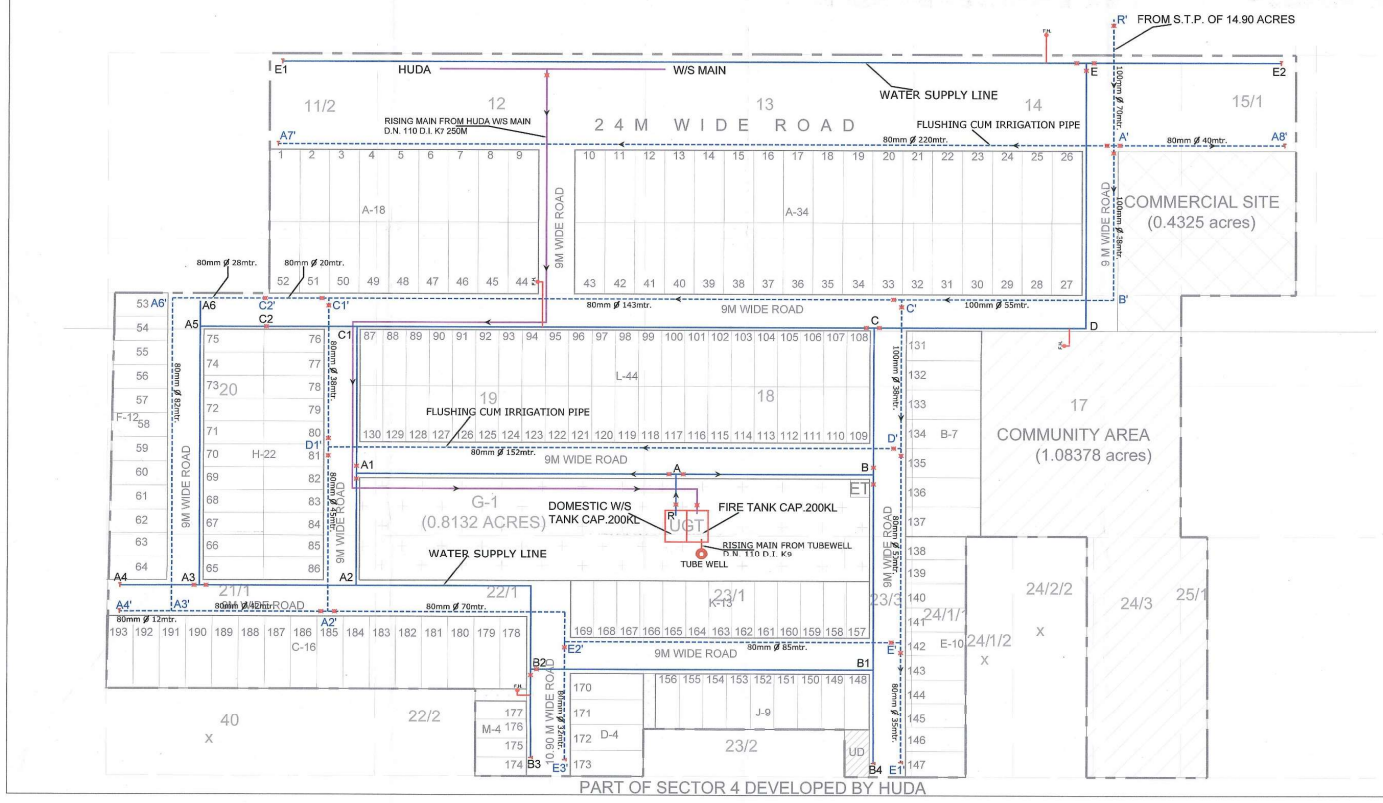 R'
FROM S.T.P. OF 14.90 ACRES
F.H.
E1
HUDA
W/S MAIN
E
E2
WATER SUPPLY LINE
100mm Ø 70mtr.
11/2
12
13
14
15/1
RISING MAIN FROM HUDA W/S MAIN
D.N. 110 D.I. K7 250M
24M WIDE ROAD
FLUSHING CUM IRRIGATION PIPE
A7'
80mm Ø 220mtr.
A'
80mm Ø 40mtr.
A8'
1 2 3 4 5 6 7 8 9
10 11 12 13 14 15 16 17 18 19 20 21 22 23 24 25 26
A-18
A-34
9M WIDE ROAD
9 M WIDE ROAD
100mm Ø 38mtr.
COMMERCIAL SITE
(0.4325 acres)
52 51 50 49 48 47 46 45 44
43 42 41 40 39 38 37 36 35 34 33 32 31 30 29 28 27
80mm Ø 28mtr.
80mm Ø 20mtr.
53
A6'
A6
C2'
C1'
80mm Ø 143mtr.
9M WIDE ROAD
C'
100mm Ø 55mtr.
B'
54
A5
C2
C1
C
D
87 88 89 90 91 92 93 94 95 96 97 98 99 100 101 102 103 104 105 106 107 108
55
56
57
F-12
58
59
60
61
62
63
64
80mm Ø 82mtr.
9M WIDE ROAD
75
74
73
72
71
70
69
68
67
66
65
20
H-22
76
77
78
79
80
81
82
83
84
85
86
80mm Ø 38mtr.
D1'
80mm Ø 45mtr.
9M WIDE ROAD
L-44
19
18
FLUSHING CUM IRRIGATION PIPE
130 129 128 127 126 125 124 123 122 121 120 119 118 117 116 115 114 113 112 111 110 109
80mm Ø 152mtr.
9M WIDE ROAD
D'
100mm Ø 38mtr.
131
132
133
134
B-7
135
136
137
17
COMMUNITY AREA
(1.08378 acres)
A1
A
B
ET
G-1
(0.8132 ACRES)
DOMESTIC W/S
TANK CAP.200KL
R
UGT
FIRE TANK CAP.200KL
RISING MAIN FROM TUBEWELL
D.N. 110 D.I. K9
TUBE WELL
WATER SUPPLY LINE
9M WIDE ROAD
138
139
140
141
142
143
144
145
146
147
24/1/1
E-10
24/1/2
X
24/2/2
X
24/3
25/1
A4
A3
A2
21/1
22/1
23/1
K-13
23/3
A4'
A3'
9M WIDE ROAD
A2'
80mm Ø 70mtr.
80mm Ø 12mtr.
193 192 191 190 189 188 187 186 185 184 183 182 181 180 179 178
C-16
169 168 167 166 165 164 163 162 161 160 159 158 157
E2'
9M WIDE ROAD
80mm Ø 85mtr.
E'
B2
B1
156 155 154 153 152 151 150 149 148
J-9
80mm Ø 35mtr.
10.90 M WIDE ROAD
80mm Ø 32mtr.
170
171
172
173
D-4
F.H.
177
176
175
174
M-4
40
X
22/2
23/2
UD
B3
E3'
B4
E1'
PART OF SECTOR 4 DEVELOPED BY HUDA